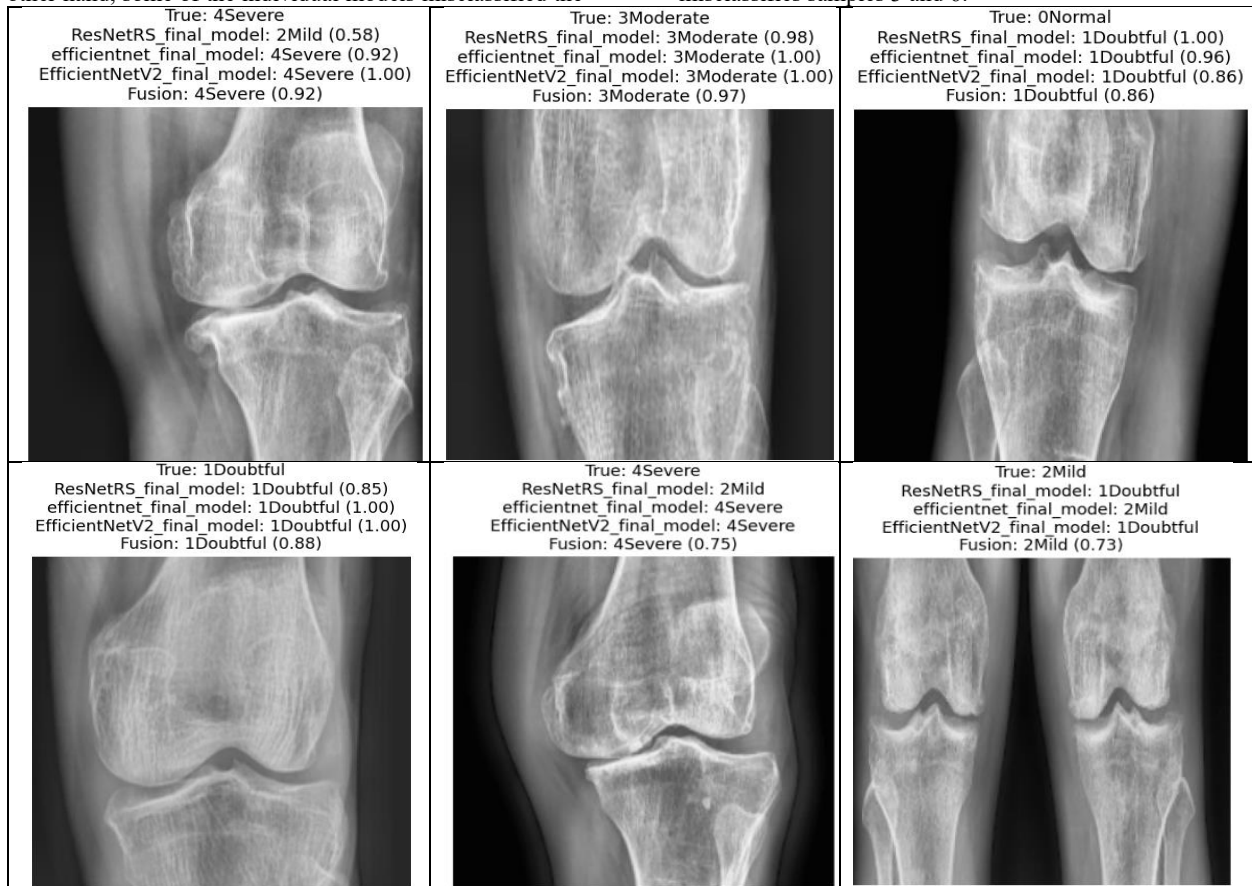 True: 4Severe
ResNetRS_final_model: 2Mild (0.58)
efficientnet_final_model: 4Severe (0.92)
EfficientNetV2_final_model: 4Severe (1.00)
Fusion: 4Severe (0.92)
True: 3Moderate
ResNetRS_final_model: 3Moderate (0.98)
efficientnet_final_model: 3Moderate (1.00)
EfficientNetV2_final_model: 3Moderate (1.00)
Fusion: 3Moderate (0.97)
True: 0Normal
ResNetRS_final_model: 1Doubtful (1.00)
efficientnet_final_model: 1Doubtful (0.96)
EfficientNetV2_final_model: 1Doubtful (0.86)
Fusion: 1Doubtful (0.86)
True: 1Doubtful
ResNetRS_final_model: 1Doubtful (0.85)
efficientnet_final_model: 1Doubtful (1.00)
EfficientNetV2_final_model: 1Doubtful (1.00)
Fusion: 1Doubtful (0.88)
True: 4Severe
ResNetRS_final_model: 2Mild
efficientnet_final_model: 4Severe
EfficientNetV2_final_model: 4Severe
Fusion: 4Severe (0.75)
True: 2Mild
ResNetRS_final_model: 1Doubtful
efficientnet_final_model: 2Mild
EfficientNetV2_final_model: 1Doubtful
Fusion: 2Mild (0.73)